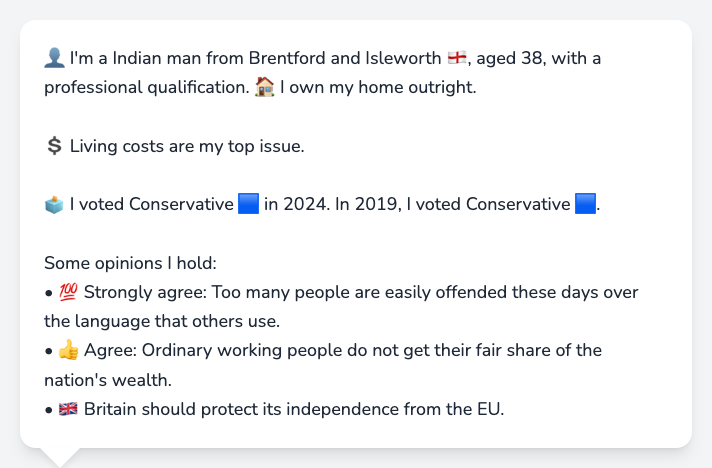 👤 I'm a Indian man from Brentford and Isleworth 🏴󠁧󠁢󠁥󠁮󠁧󠁿, aged 38, with a
professional qualification. 🏠 I own my home outright.
💲 Living costs are my top issue.
🗳️ I voted Conservative 🟦 in 2024. In 2019, I voted Conservative 🟦.
Some opinions I hold:
• 💯 Strongly agree: Too many people are easily offended these days over
the language that others use.
• 👍 Agree: Ordinary working people do not get their fair share of the
nation's wealth.
• 🇬🇧 Britain should protect its independence from the EU.